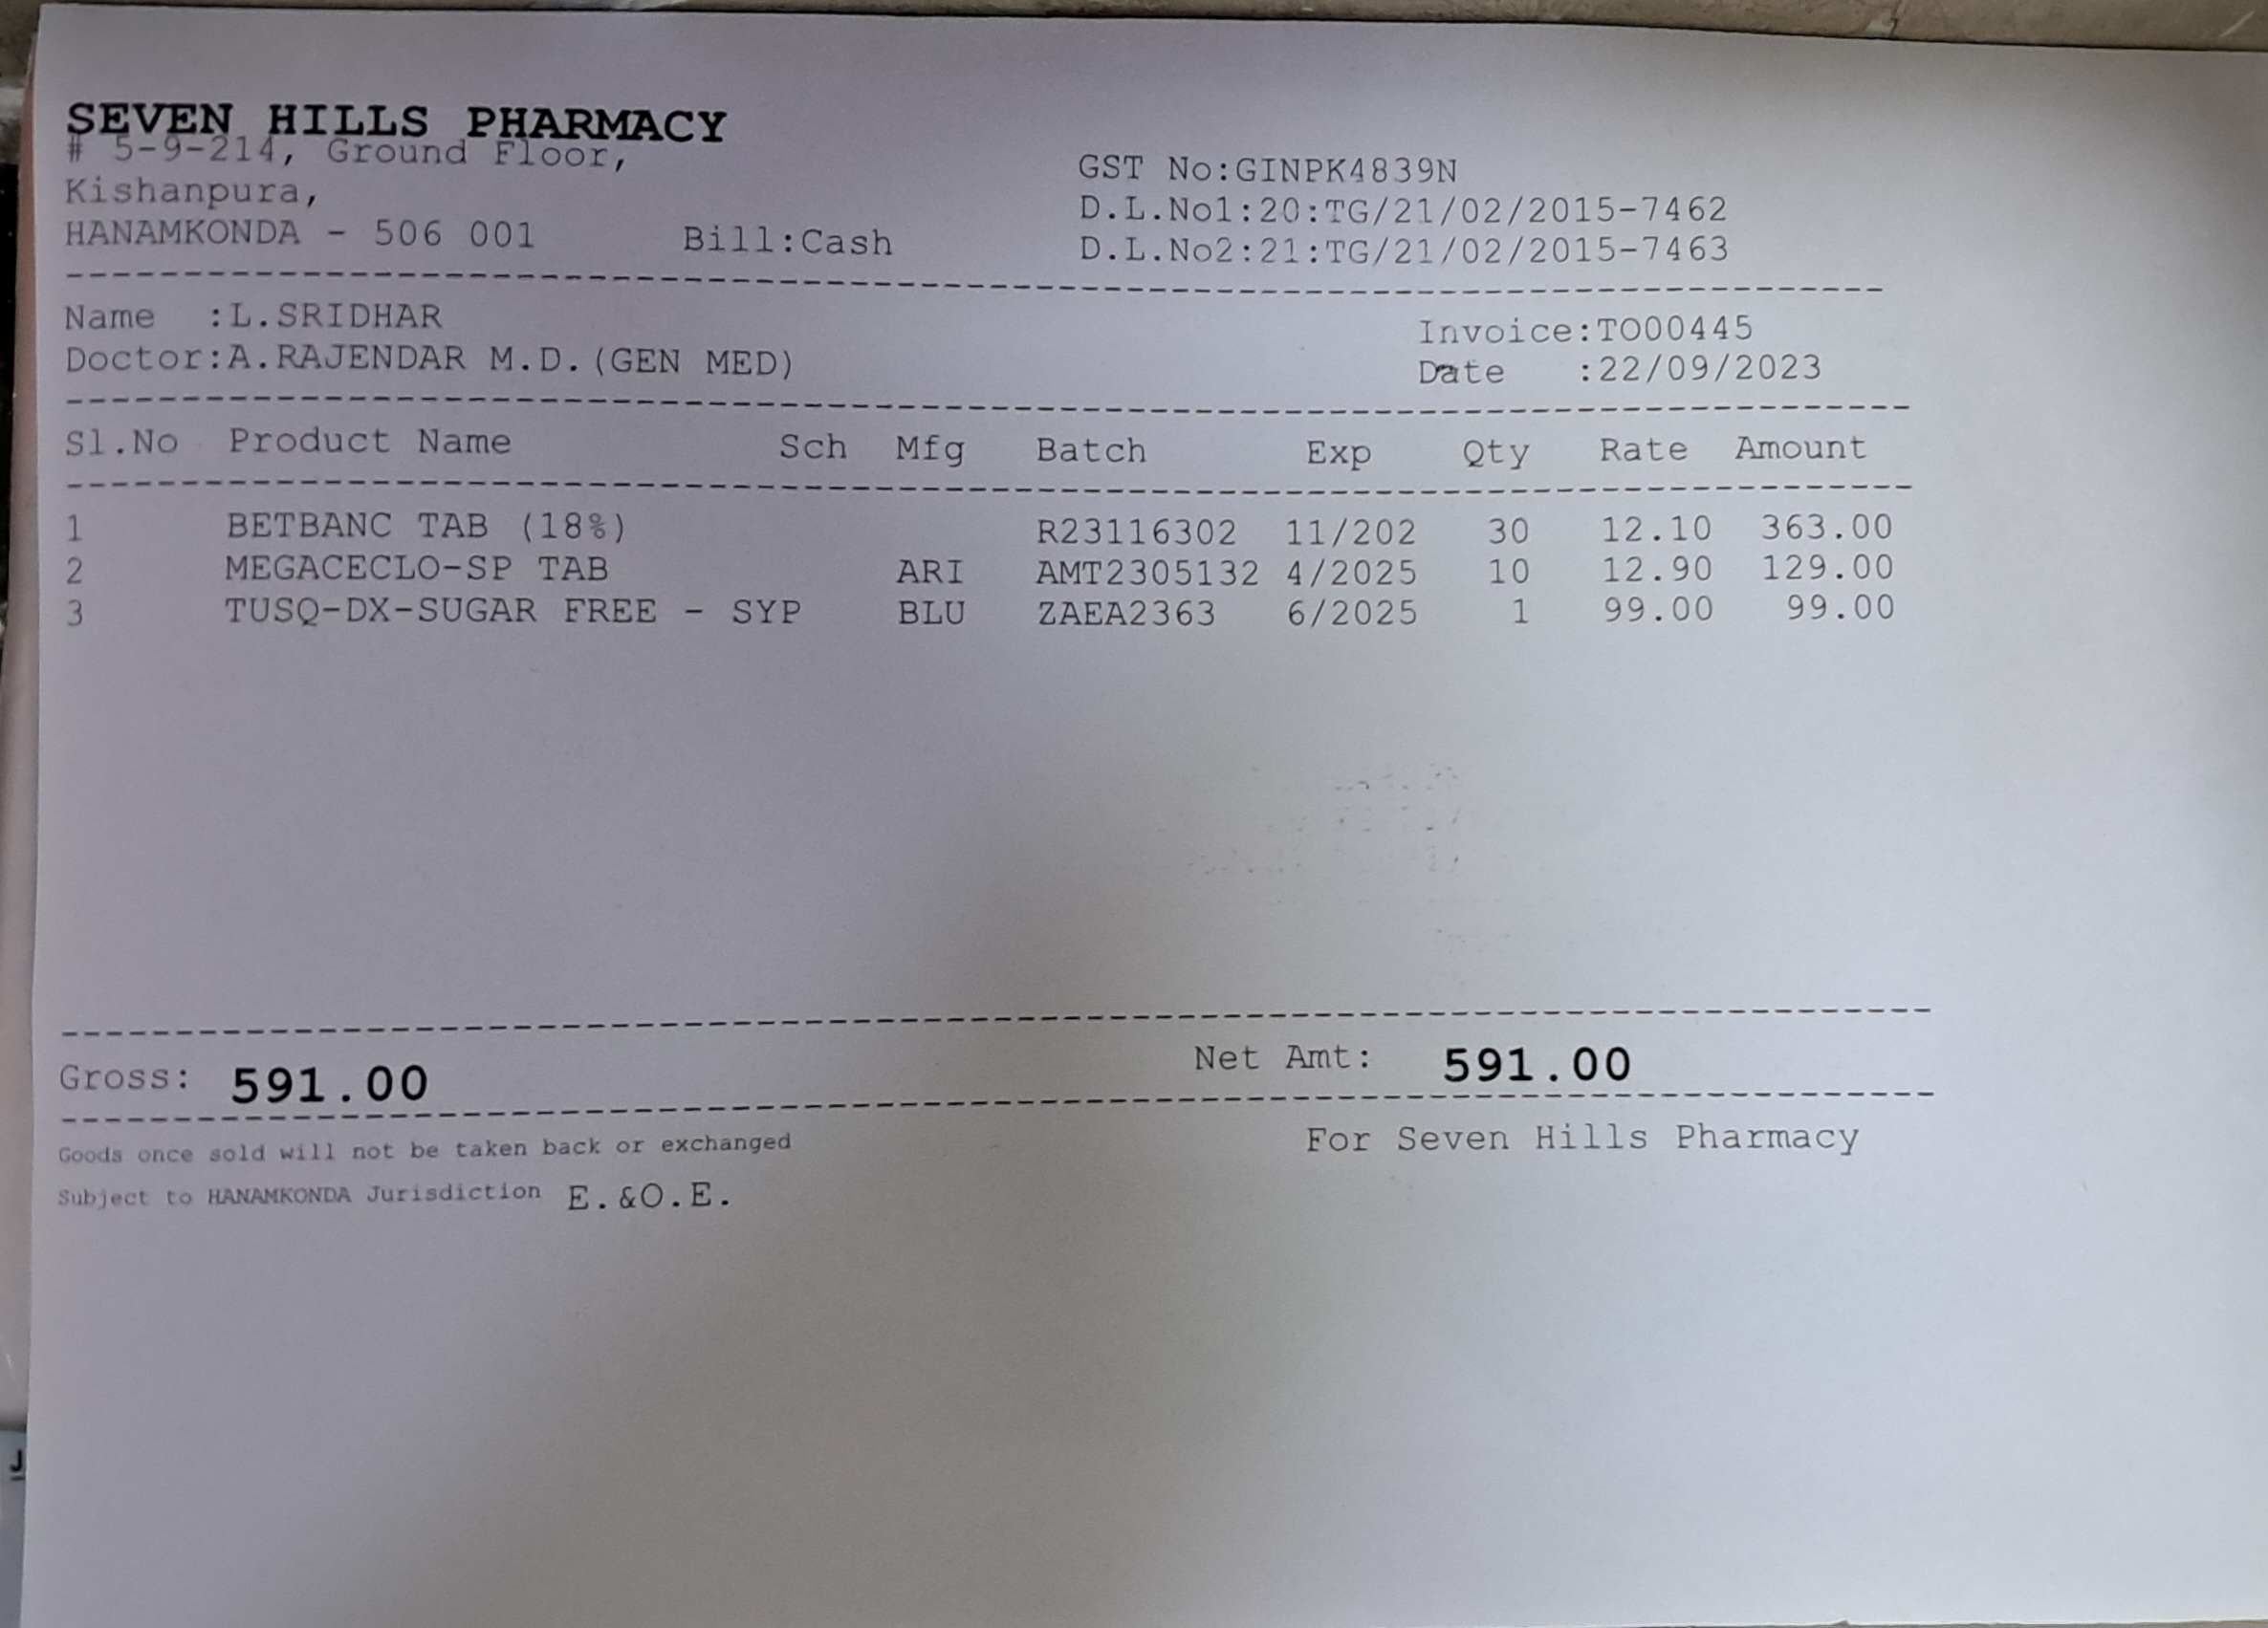 SEVEN HILLS PHARMACY
# 5-9-214, Ground Floor,
Kishanpura,
HANAMKONDA - 506 001 Bill:Cash
GST No:GINPK4839N
D.L.No1:20:TG/21/02/2015-7462
D.L.No2:21:TG/21/02/2015-7463
Name :L.SRIDHAR
Doctor:A.RAJENDAR M.D.(GEN MED)
Invoice:TO00445
Date :22/09/2023
Sl.No Product Name Sch Mfg Batch Exp Qty Rate Amount
1 BETBANC TAB (18%) R23116302 11/202 30 12.10 363.00
2 MEGACECLO-SP TAB ARI AMT2305132 4/2025 10 12.90 129.00
3 TUSQ-DX-SUGAR FREE - SYP BLU ZAEA2363 6/2025 1 99.00 99.00
Gross: 591.00 Net Amt: 591.00
Goods once sold will not be taken back or exchanged
For Seven Hills Pharmacy
Subject to HANAMKONDA Jurisdiction E.&O.E.
J